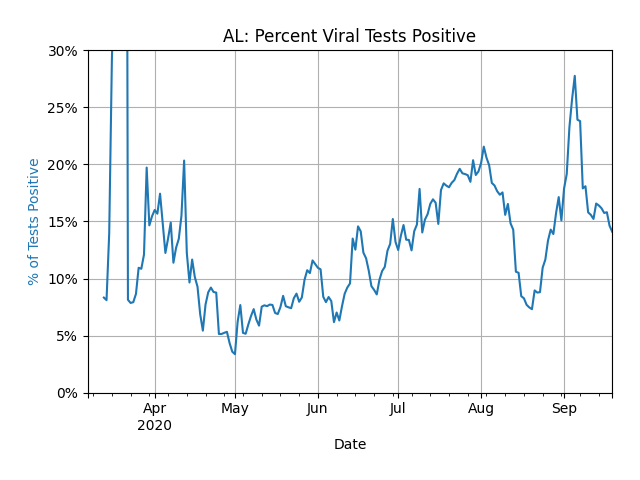 AL: Percent Viral Tests Positive
30%
25%
20%
15%
10%
5%
0%
% of Tests Positive
Apr
2020
May
Jun
Jul
Aug
Sep
Date